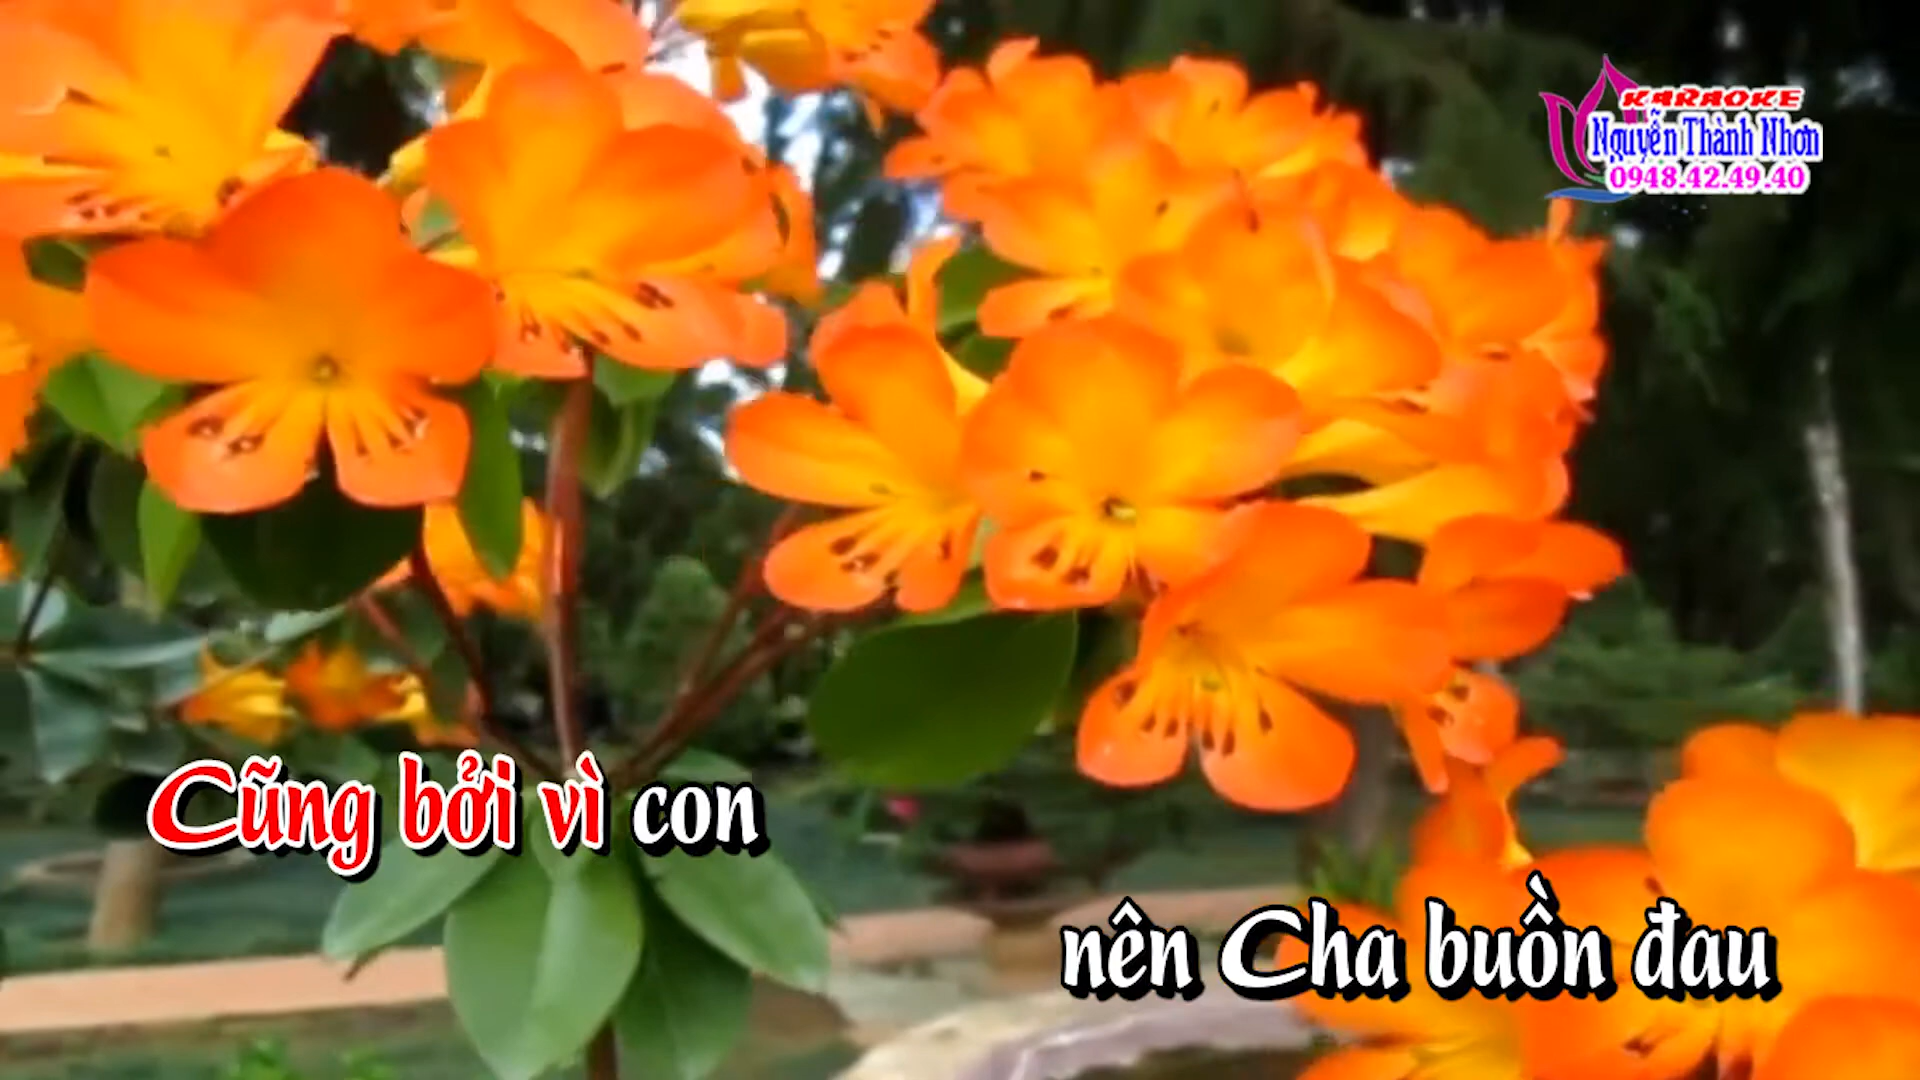 KARAOKE
Nguyễn Thành Nhơn
0948.42.49.40
Cũng bởi vì con
nên Cha buồn đau